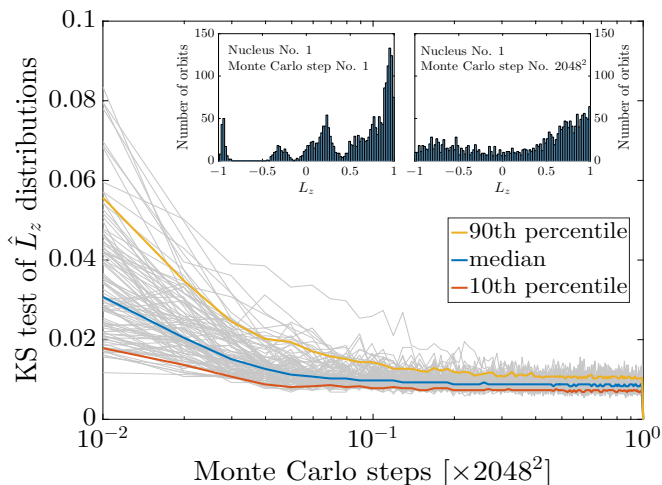 0.1
0.08
0.06
0.04
0.02
0
KS test of L̂z distributions
10⁻²
10⁻¹
10⁰
Monte Carlo steps [×2048²]
150
100
50
0
Number of orbits
Nucleus No. 1
Monte Carlo step No. 1
−1
−0.5
0
0.5
1
Lz
Nucleus No. 1
Monte Carlo step No. 2048²
150
100
50
0
Number of orbits
−1
−0.5
0
0.5
1
Lz
90th percentile
median
10th percentile